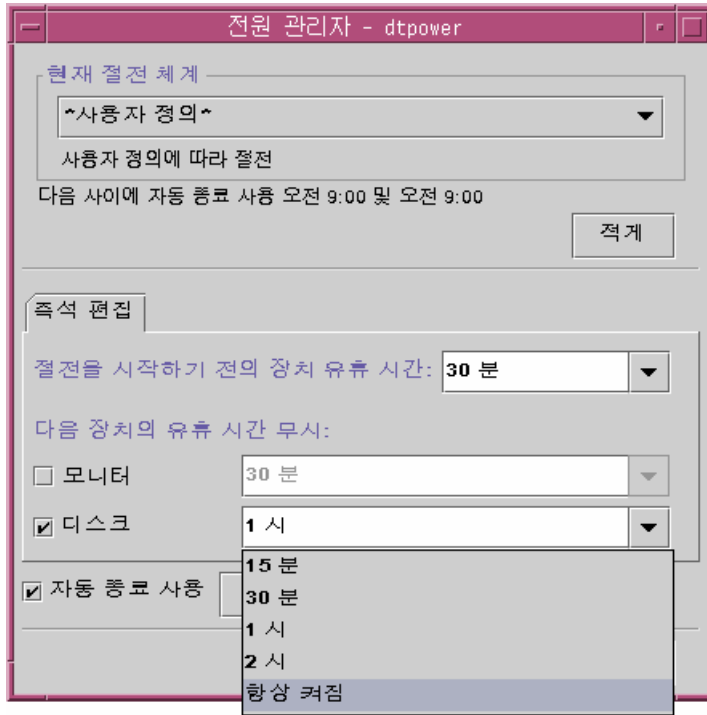 전원 관리자 - dtpower
현재 절전 체계
*사용자 정의*
사용자 정의에 따라 절전
다음 사이에 자동 종료 사용 오전 9:00 및 오전 9:00
적게
즉석 편집
절전을 시작하기 전의 장치 유휴 시간: 30 분
다음 장치의 유휴 시간 무시:
모니터 30 분
디스크 1 시
15 분
자동 종료 사용
30 분
1 시
2 시
항상 켜짐